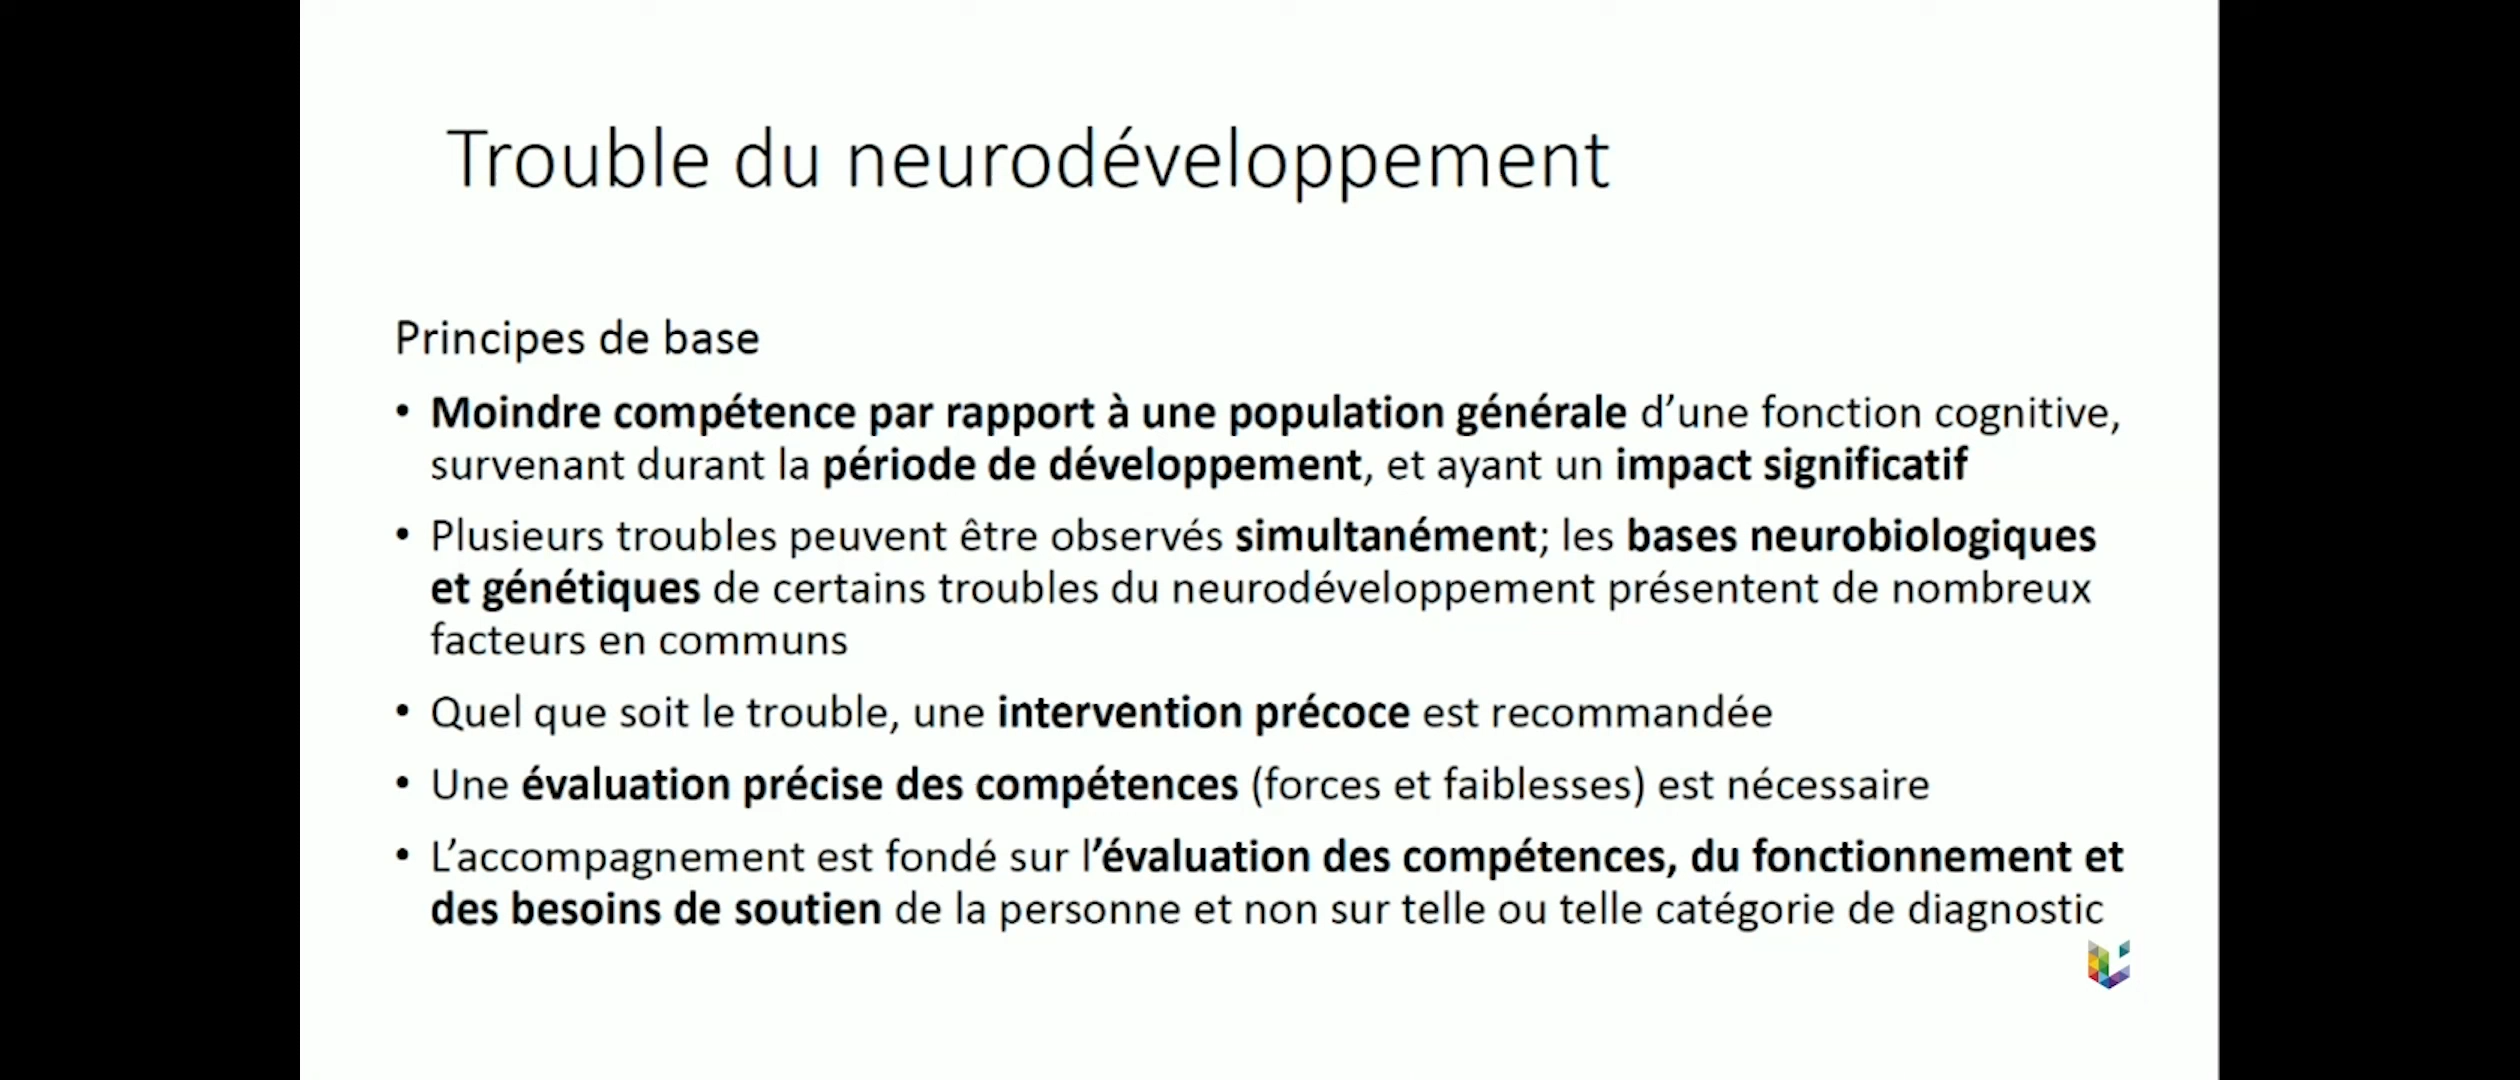 Trouble du neurodéveloppement
Principes de base
• Moindre compétence par rapport à une population générale d’une fonction cognitive,
survenant durant la période de développement, et ayant un impact significatif
• Plusieurs troubles peuvent être observés simultanément; les bases neurobiologiques
et génétiques de certains troubles du neurodéveloppement présentent de nombreux
facteurs en communs
• Quel que soit le trouble, une intervention précoce est recommandée
• Une évaluation précise des compétences (forces et faiblesses) est nécessaire
• L’accompagnement est fondé sur l’évaluation des compétences, du fonctionnement et
des besoins de soutien de la personne et non sur telle ou telle catégorie de diagnostic